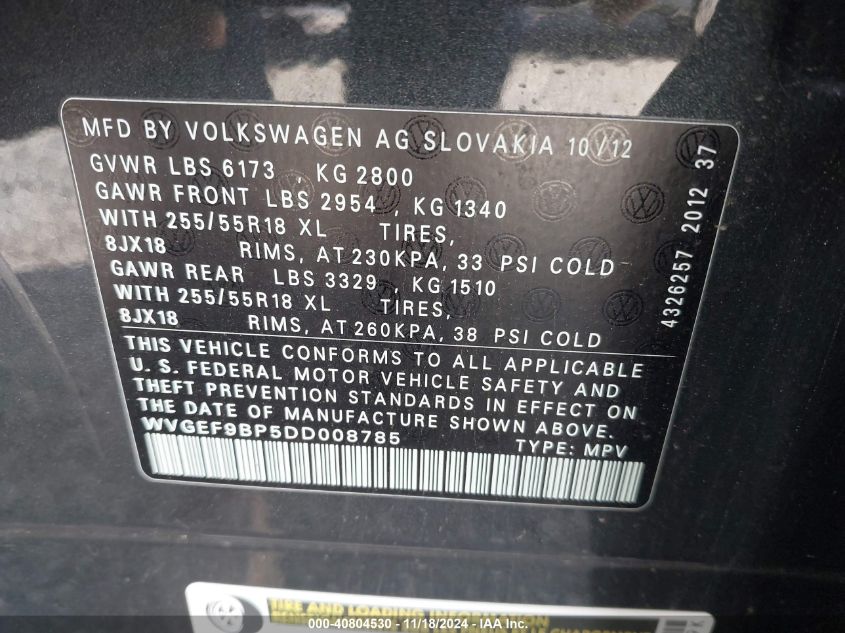 MFD BY VOLKSWAGEN AG SLOVAKIA 10/12
GVWR LBS 6173 , KG 2800
GAWR FRONT LBS 2954 , KG 1340
WITH 255/55R18 XL TIRES,
8JX18 RIMS, AT 230KPA, 33 PSI COLD
GAWR REAR LBS 3329 , KG 1510
WITH 255/55R18 XL TIRES,
8JX18 RIMS, AT 260KPA, 38 PSI COLD
THIS VEHICLE CONFORMS TO ALL APPLICABLE
U. S. FEDERAL MOTOR VEHICLE SAFETY AND
THEFT PREVENTION STANDARDS IN EFFECT ON
THE DATE OF MANUFACTURE SHOWN ABOVE.
WVGEF9BP5DD008785 TYPE: MPV
4326257 2012 37
TIRE AND LOADING INFORMATION
000-40804530 - 11/18/2024 - IAA Inc.